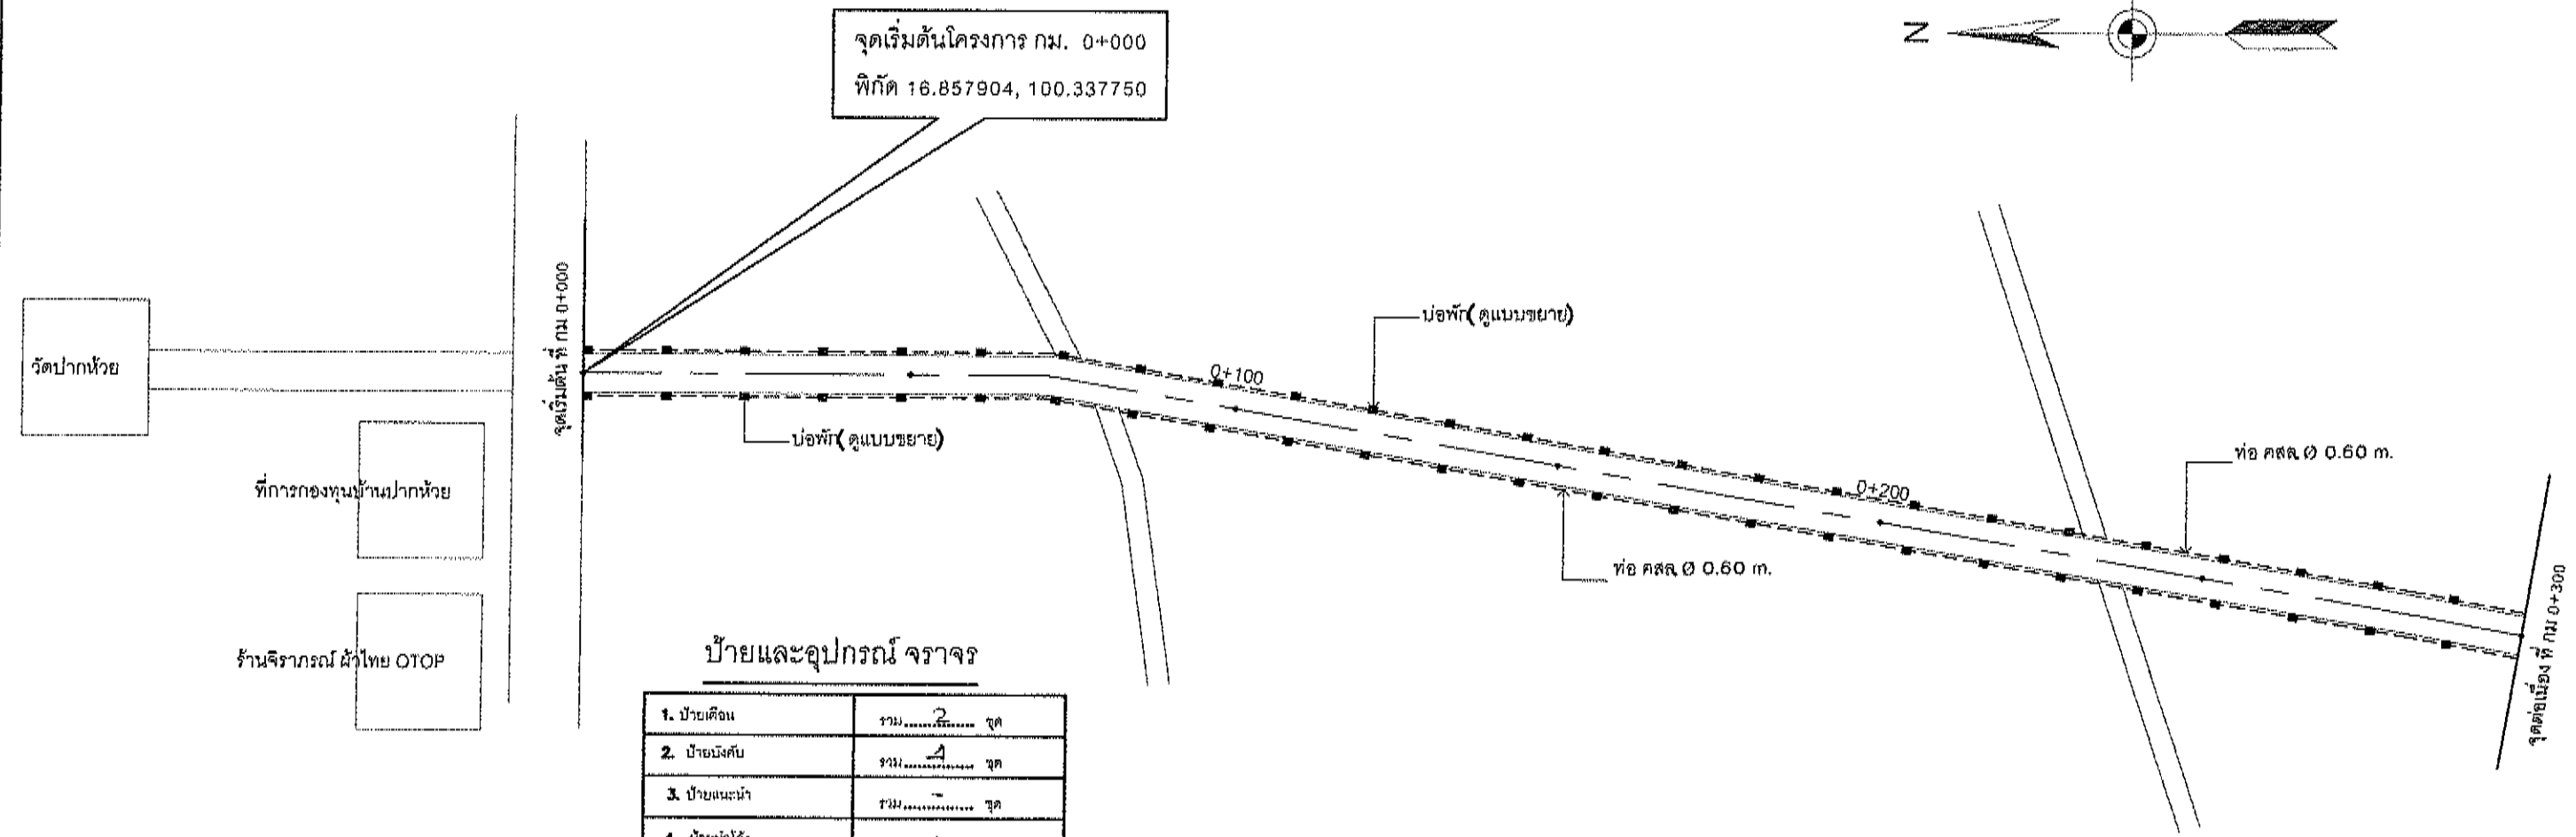 จุดเริ่มต้นโครงการ กม. 0+000
พิกัด 16.857904, 100.337750
N
จุดเริ่มต้น ที่ กม 0+000
วัดปากห้วย
บ่อพัก(ดูแบบขยาย)
0+100
บ่อพัก(ดูแบบขยาย)
ที่การกองทุนบ้านปากห้วย
ท่อ คสล. Ø 0.60 m.
0+200
ท่อ คสล. Ø 0.60 m.
จุดต่อเนื่อง ที่ กม 0+300
ร้านจิราภรณ์ ผ้าไทย OTOP
ป้ายและอุปกรณ์ จราจร
1. ป้ายเตือน รวม......2...... ชุด
2. ป้ายบังคับ รวม......1...... ชุด
3. ป้ายแนะนำ รวม......-...... ชุด